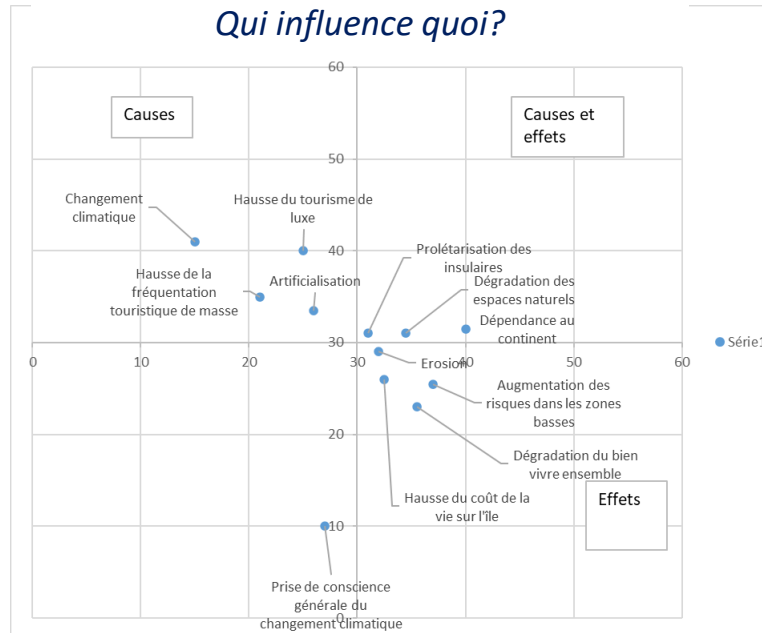 Qui influence quoi?
60
Causes
Causes et
effets
50
Changement
climatique
Hausse du tourisme de
luxe
40
Prolétarisation des
insulaires
Hausse de la
fréquentation
touristique de masse
Artificialisation
Dégradation des
espaces naturels
Dépendance au
continent
30
Série1
0
10
20
30
40
50
60
Erosion
Augmentation des
risques dans les zones
basses
20
Dégradation du bien
vivre ensemble
Hausse du coût de la
vie sur l'île
Effets
10
Prise de conscience
générale du
changement climatique
0